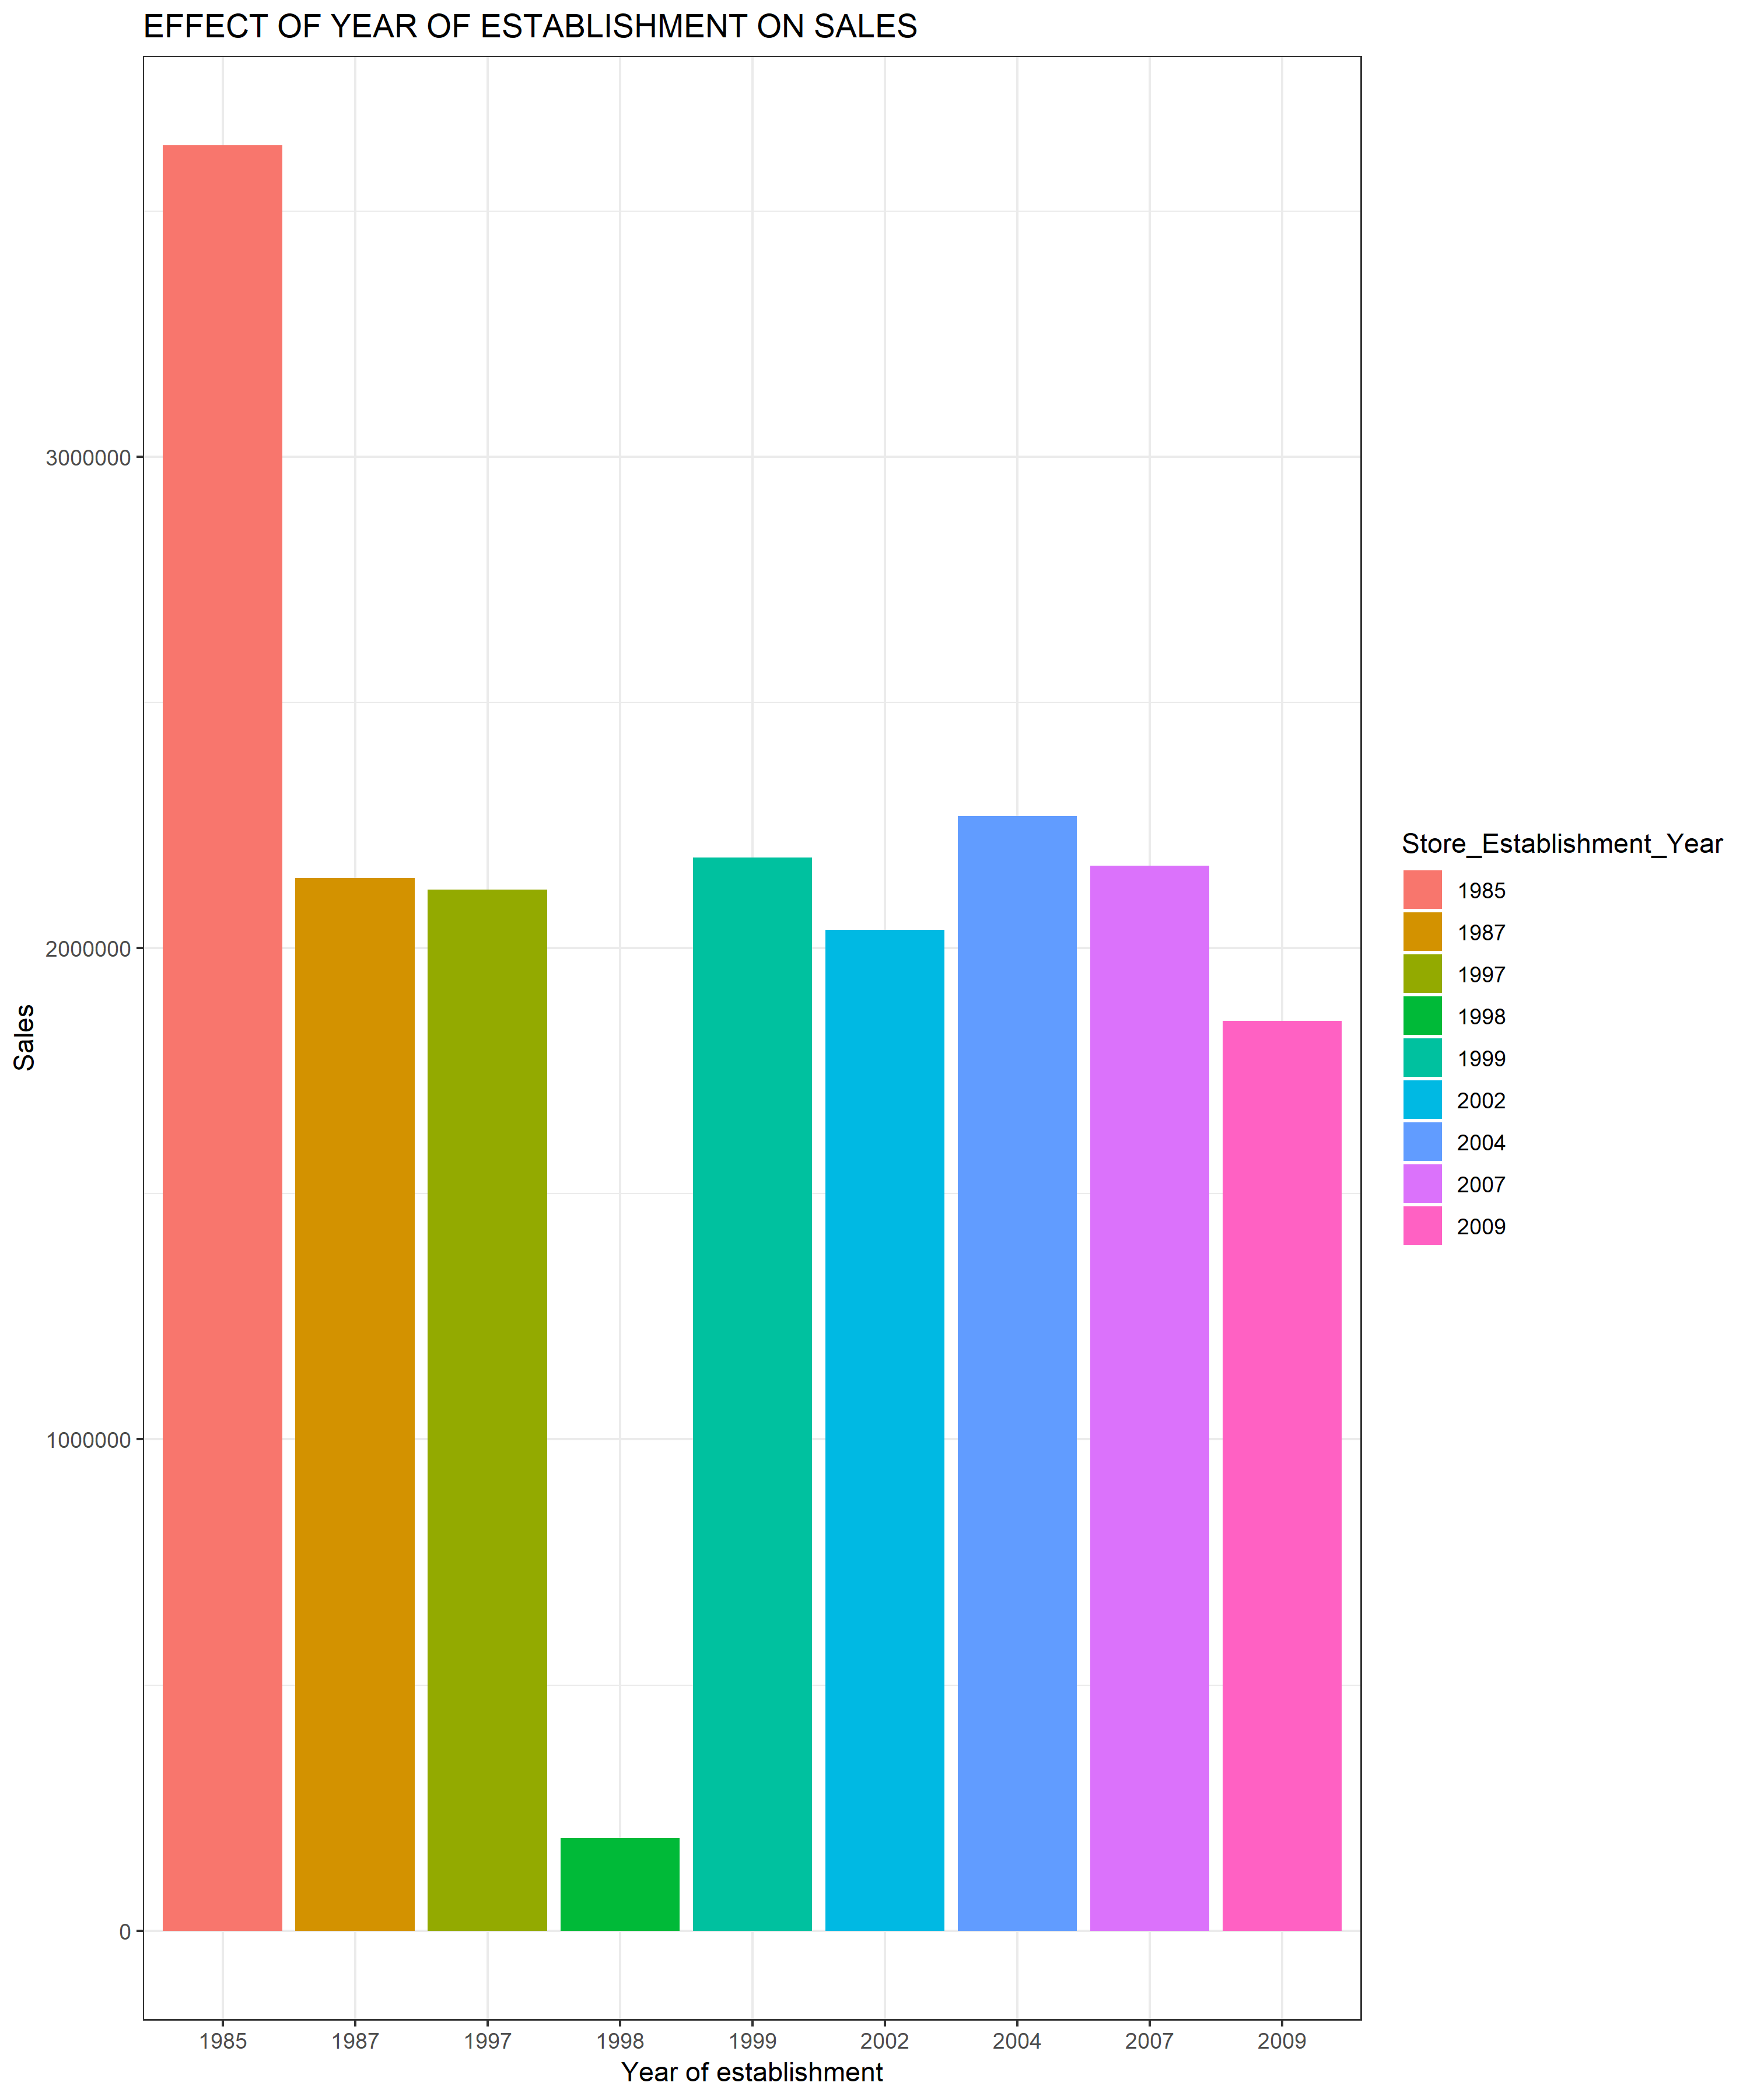 EFFECT OF YEAR OF ESTABLISHMENT ON SALES
3000000
2000000
1000000
0
Sales
1985 1987 1997 1998 1999 2002 2004 2007 2009
Year of establishment
Store_Establishment_Year
1985
1987
1997
1998
1999
2002
2004
2007
2009